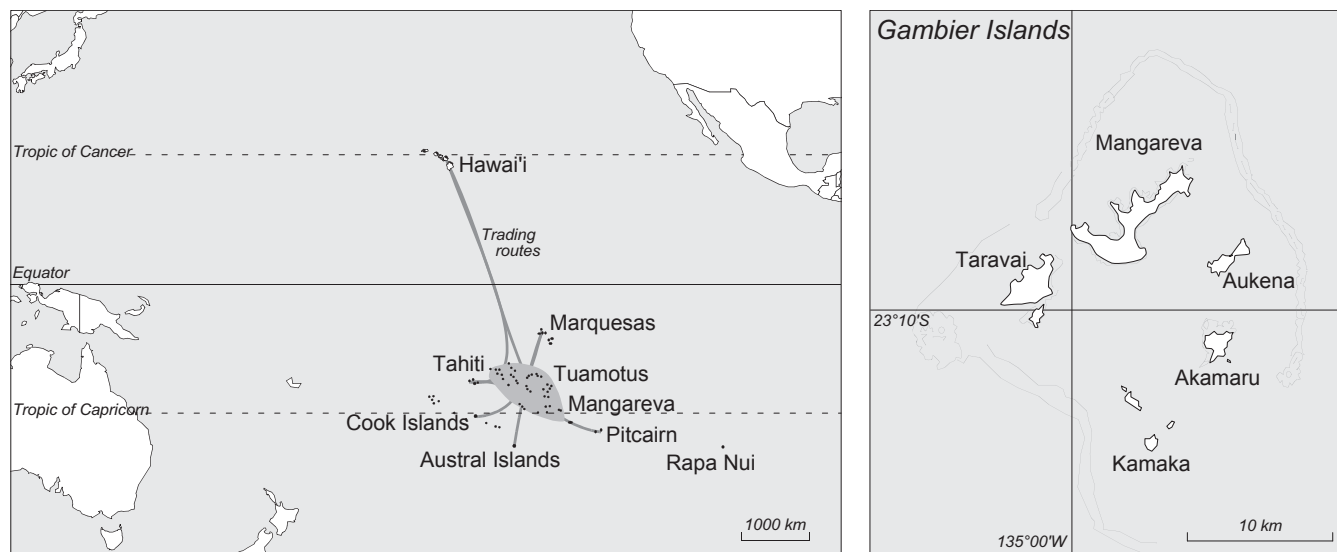 Tropic of Cancer
Hawai'i
Trading
routes
Equator
Marquesas
Tahiti
Tuamotus
Mangareva
Tropic of Capricorn
Cook Islands
Pitcairn
Austral Islands
Rapa Nui
1000 km
Gambier Islands
Mangareva
Taravai
Aukena
23°10'S
Akamaru
Kamaka
10 km
135°00'W